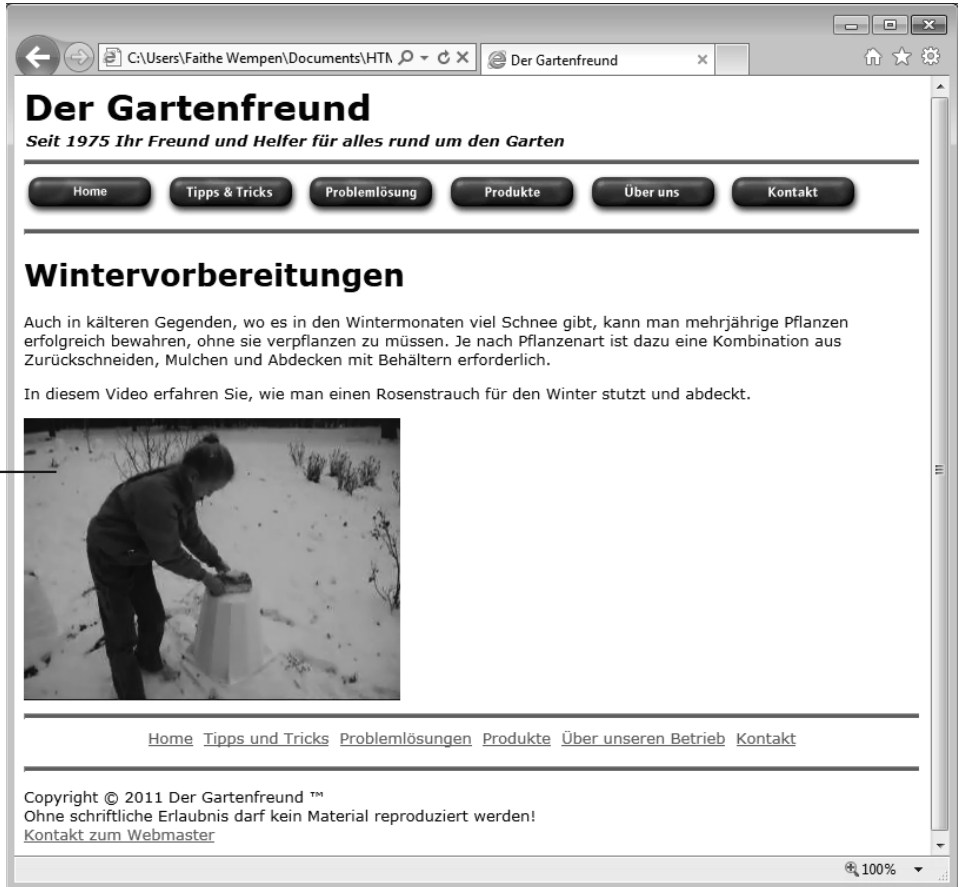 C:\Users\Faithe Wempen\Documents\HTM
Der Gartenfreund
Der Gartenfreund
Seit 1975 Ihr Freund und Helfer für alles rund um den Garten
Home Tipps & Tricks Problemlösung Produkte Über uns Kontakt
Wintervorbereitungen
Auch in kälteren Gegenden, wo es in den Wintermonaten viel Schnee gibt, kann man mehrjährige Pflanzen
erfolgreich bewahren, ohne sie verpflanzen zu müssen. Je nach Pflanzenart ist dazu eine Kombination aus
Zurückschneiden, Mulchen und Abdecken mit Behältern erforderlich.
In diesem Video erfahren Sie, wie man einen Rosenstrauch für den Winter stutzt und abdeckt.
Home Tipps und Tricks Problemlösungen Produkte Über unseren Betrieb Kontakt
Copyright © 2011 Der Gartenfreund ™
Ohne schriftliche Erlaubnis darf kein Material reproduziert werden!
Kontakt zum Webmaster
100%